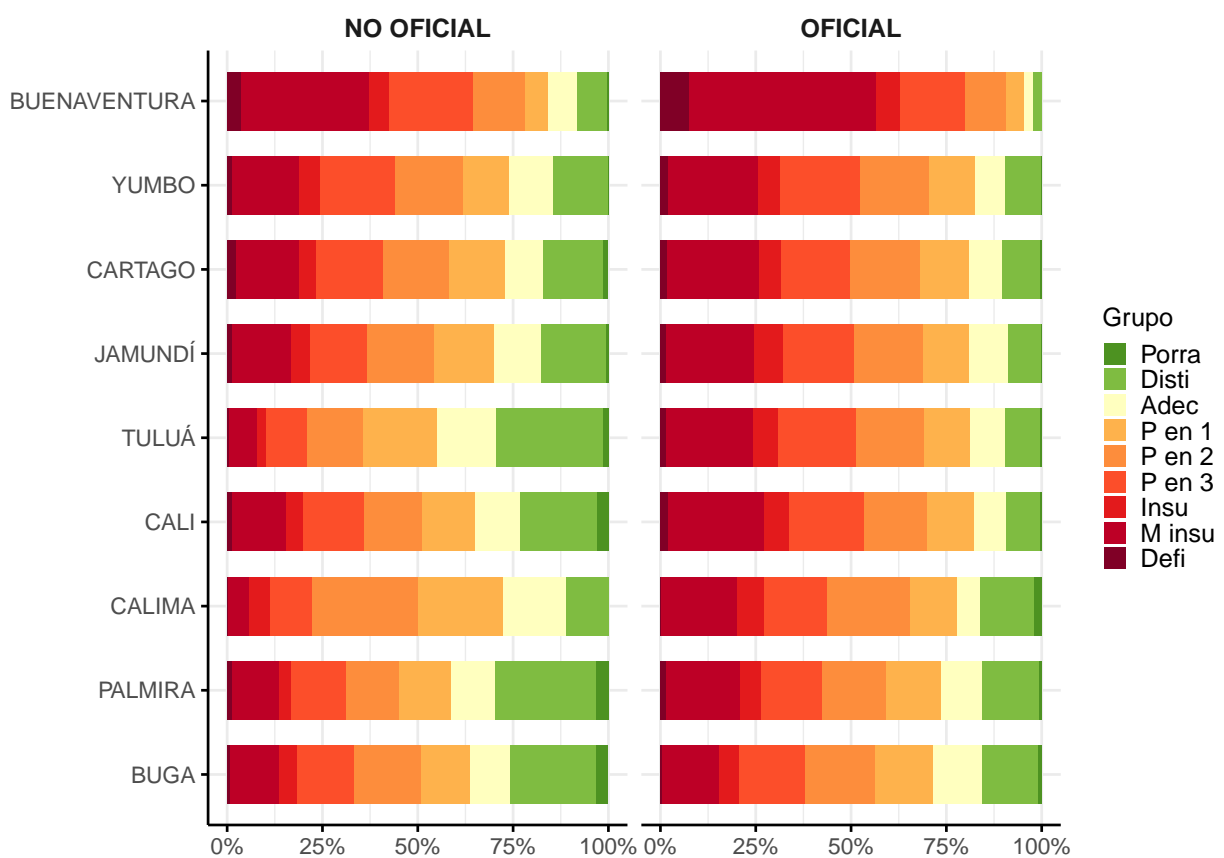 NO OFICIAL
OFICIAL
BUENAVENTURA
YUMBO
CARTAGO
JAMUNDÍ
TULUÁ
CALI
CALIMA
PALMIRA
BUGA
0% 25% 50% 75% 100%
0% 25% 50% 75% 100%
Grupo
Porra
Disti
Adec
P en 1
P en 2
P en 3
Insu
M insu
Defi